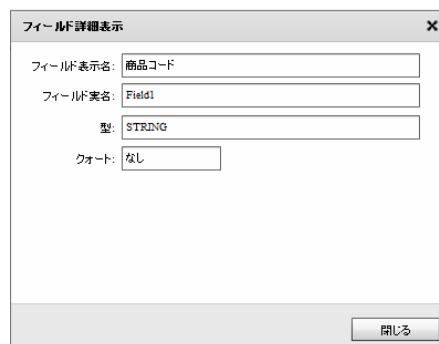 フィールド詳細表示
フィールド表示名: 商品コード
フィールド実名: Field1
型: STRING
クォート: なし
閉じる